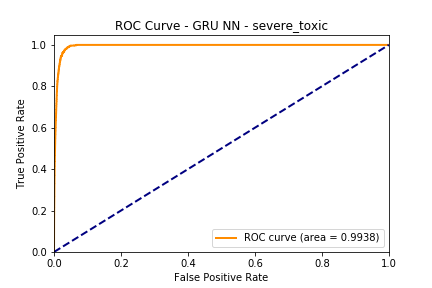 ROC Curve - GRU NN - severe_toxic
True Positive Rate
1.0
0.8
0.6
0.4
0.2
0.0
ROC curve (area = 0.9938)
0.0 0.2 0.4 0.6 0.8 1.0
False Positive Rate